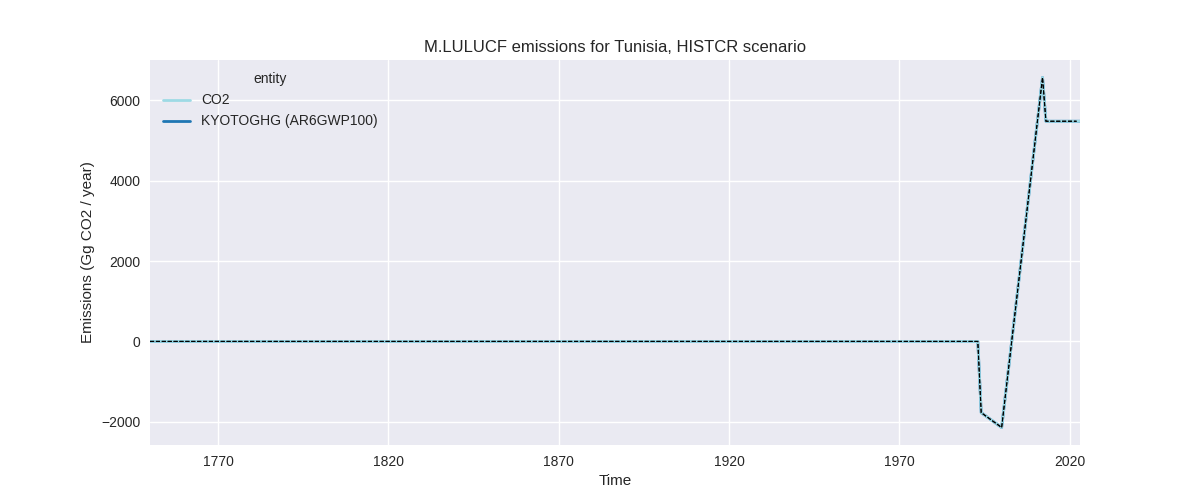 M.LULUCF emissions for Tunisia, HISTCR scenario
entity
CO2
KYOTOGHG (AR6GWP100)
Emissions (Gg CO2 / year)
6000
4000
2000
0
−2000
1770 1820 1870 1920 1970 2020
Time